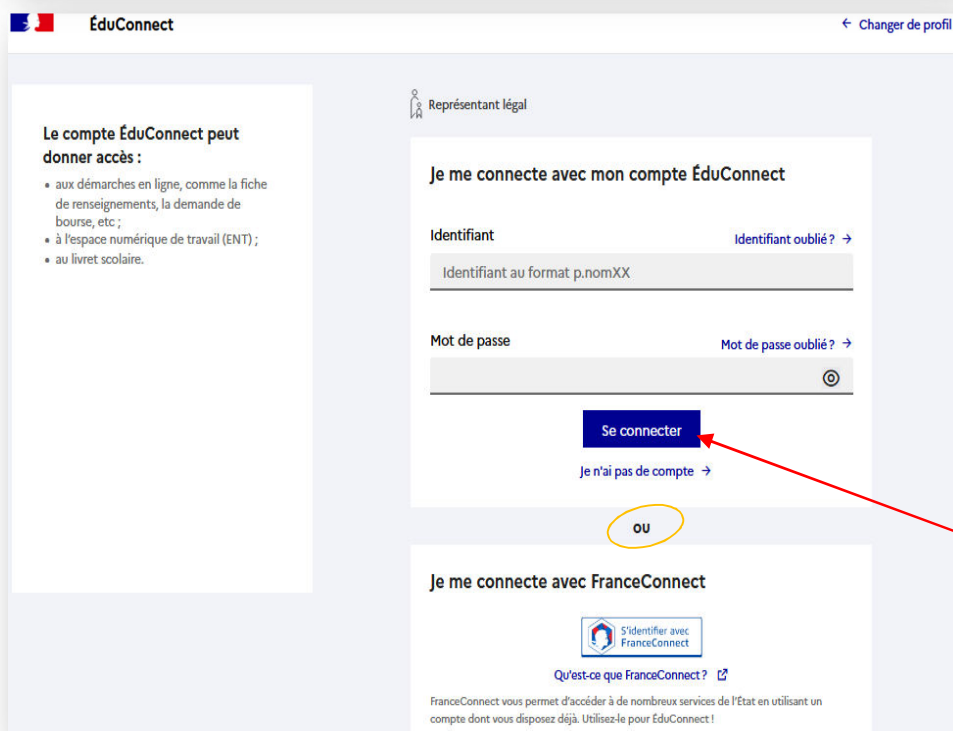 ÉduConnect
← Changer de profil
Le compte ÉduConnect peut
donner accès :
• aux démarches en ligne, comme la fiche
de renseignements, la demande de
bourse, etc ;
• à l'espace numérique de travail (ENT) ;
• au livret scolaire.
Représentant légal
Je me connecte avec mon compte ÉduConnect
Identifiant
Identifiant oublié ? →
Identifiant au format p.nomXX
Mot de passe
Mot de passe oublié ? →
Se connecter
Je n'ai pas de compte →
ou
Je me connecte avec FranceConnect
S'identifier avec
FranceConnect
Qu'est-ce que FranceConnect ?
FranceConnect vous permet d'accéder à de nombreux services de l'État en utilisant un
compte dont vous disposez déjà. Utilisez-le pour ÉduConnect !